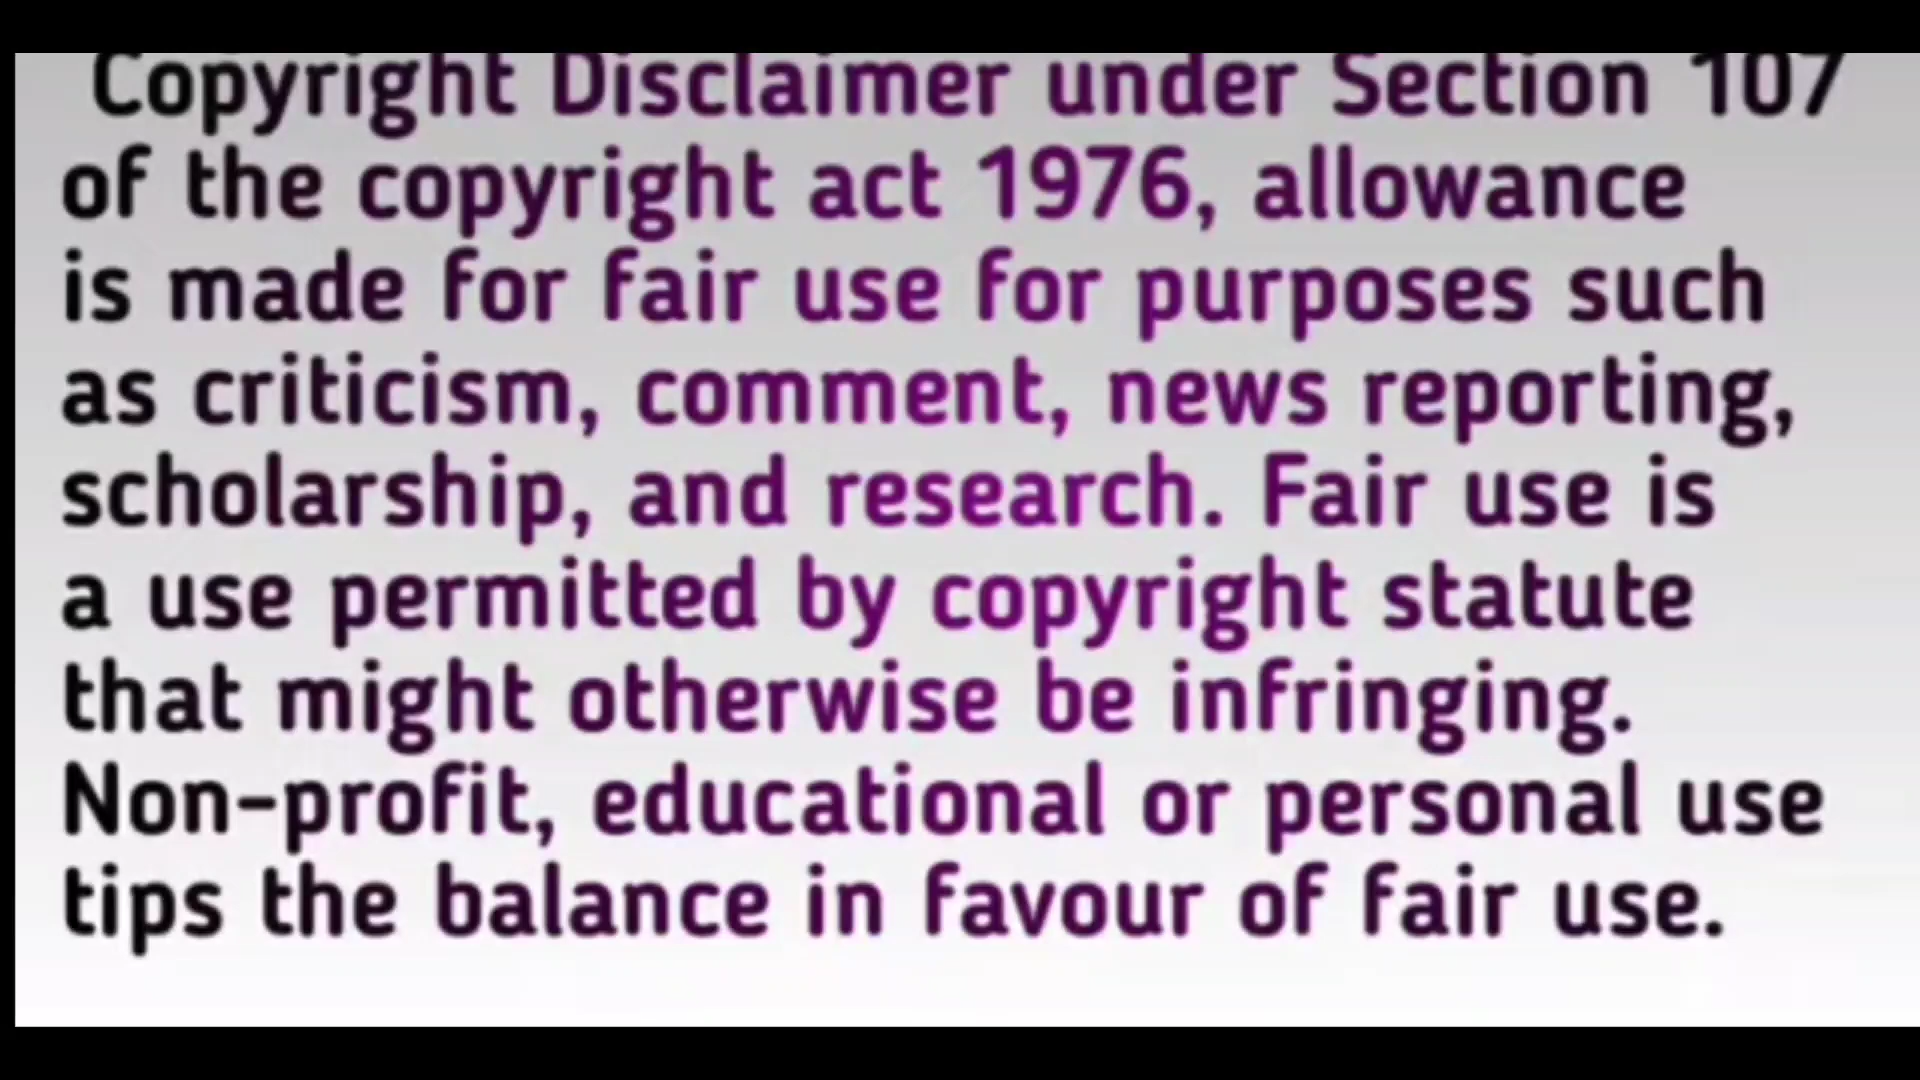 Copyright Disclaimer under Section 107
of the copyright act 1976, allowance
is made for fair use for purposes such
as criticism, comment, news reporting,
scholarship, and research. Fair use is
a use permitted by copyright statute
that might otherwise be infringing.
Non-profit, educational or personal use
tips the balance in favour of fair use.